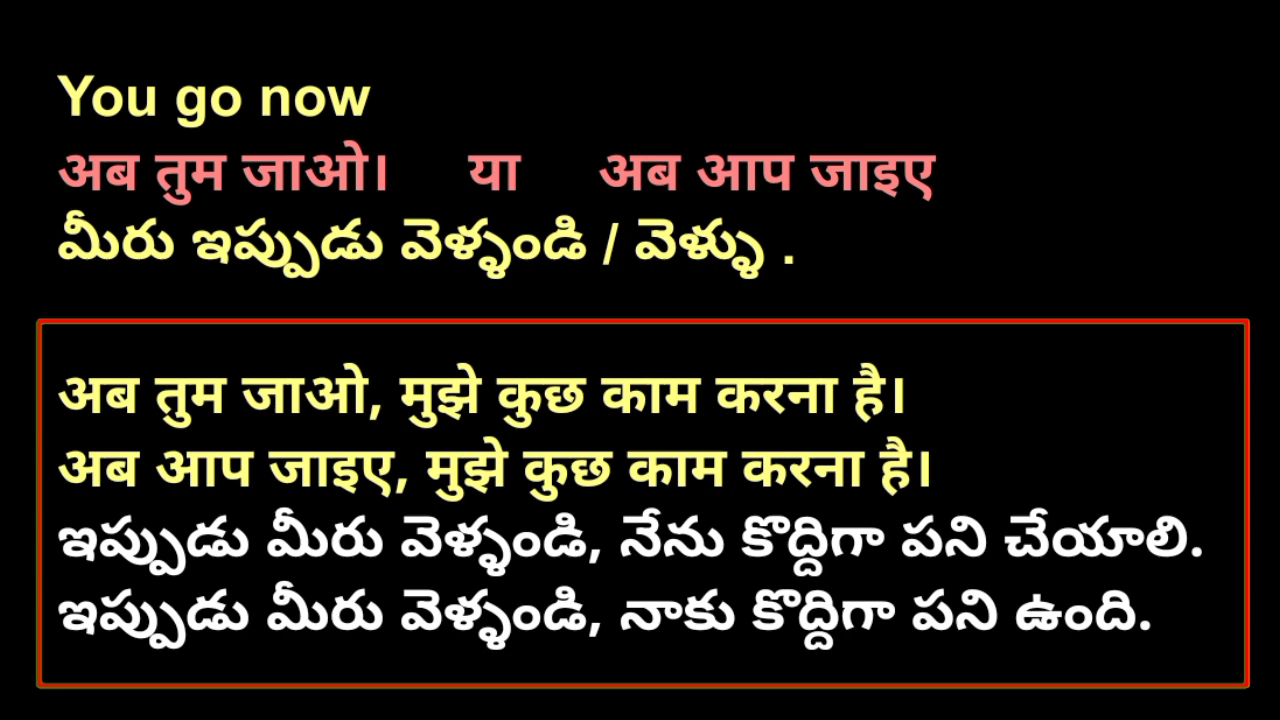 You go now
अब तुम जाओ। या अब आप जाइए
మీరు ఇప్పుడు వెళ్ళండి / వెళ్ళు .
अब तुम जाओ, मुझे कुछ काम करना है।
अब आप जाइए, मुझे कुछ काम करना है।
ఇప్పుడు మీరు వెళ్ళండి, నేను కొద్దిగా పని చేయాలి.
ఇప్పుడు మీరు వెళ్ళండి, నాకు కొద్దిగా పని ఉంది.